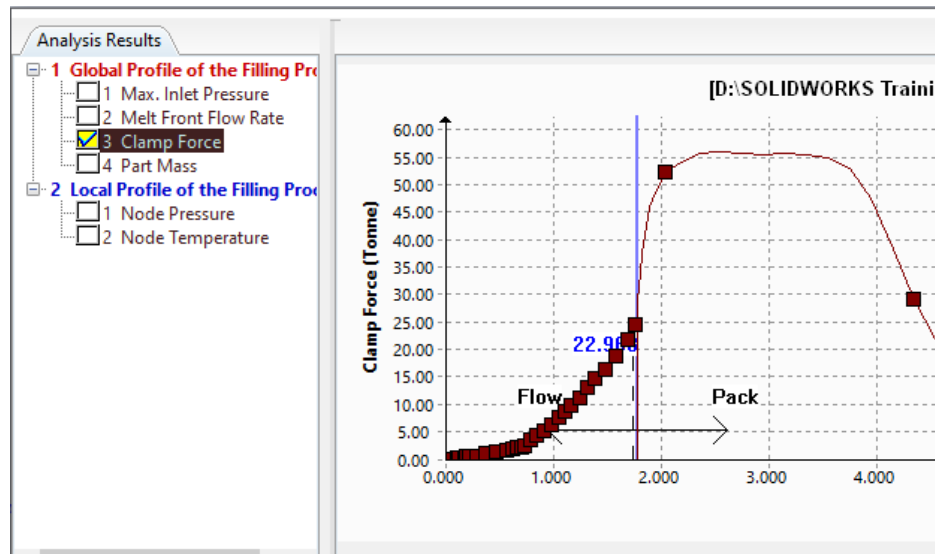 Analysis Results
1 Global Profile of the Filling Pr
1 Max. Inlet Pressure
2 Melt Front Flow Rate
3 Clamp Force
4 Part Mass
2 Local Profile of the Filling Pro
1 Node Pressure
2 Node Temperature
[D:\SOLIDWORKS Traini
Clamp Force (Tonne)
60.00
55.00
50.00
45.00
40.00
35.00
30.00
25.00
20.00
15.00
10.00
5.00
0.00
Flow
Pack
0.000
1.000
2.000
3.000
4.000